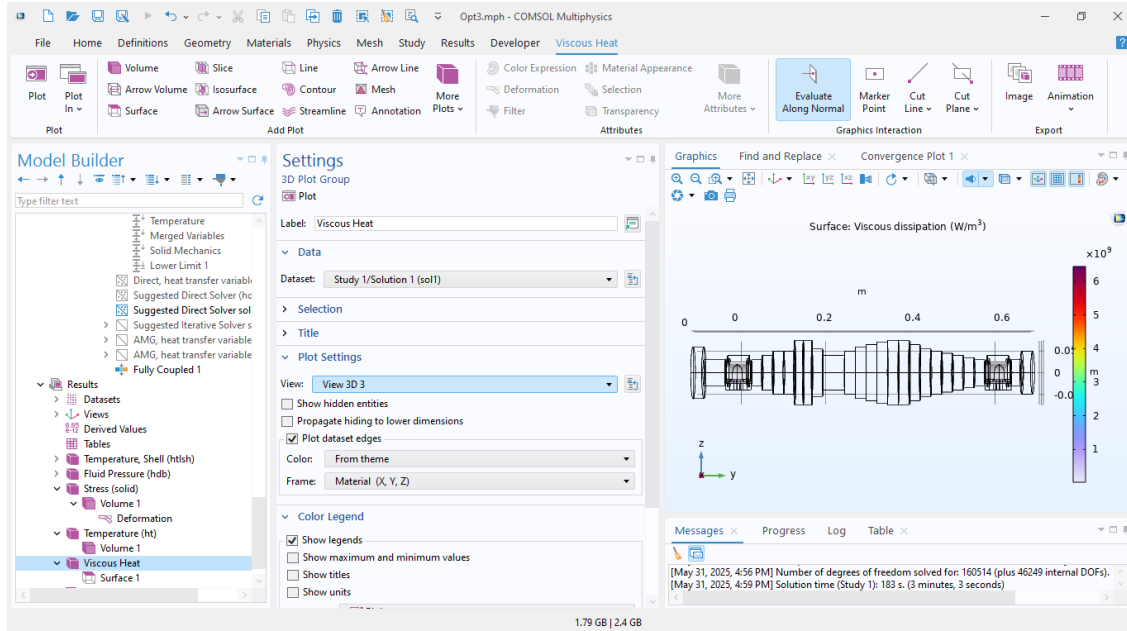 Opt3.mph - COMSOL Multiphysics
File Home Definitions Geometry Materials Physics Mesh Study Results Developer Viscous Heat
?
Plot
Plot In
Plot
Volume Slice Line Arrow Line
Arrow Volume Isosurface Contour Mesh
Surface Arrow Surface Streamline Annotation
More Plots
Add Plot
Color Expression Material Appearance
Deformation Selection
Filter Transparency
More Attributes
Attributes
Evaluate Along Normal
Marker Point
Cut Line
Cut Plane
Graphics Interaction
Image
Animation
Export
Model Builder
Type filter text
Temperature
Merged Variables
Solid Mechanics
Lower Limit 1
Direct, heat transfer variable
Suggested Direct Solver (hc
Suggested Direct Solver sol
Suggested Iterative Solver s
AMG, heat transfer variable
AMG, heat transfer variable
Fully Coupled 1
Results
Datasets
Views
8.85
e-12
Derived Values
Tables
Temperature, Shell (htlsh)
Fluid Pressure (hdb)
Stress (solid)
Volume 1
Deformation
Temperature (ht)
Volume 1
Viscous Heat
Surface 1
Settings
3D Plot Group
Plot
Label: Viscous Heat
Data
Dataset: Study 1/Solution 1 (sol1)
Selection
Title
Plot Settings
View: View 3D 3
Show hidden entities
Propagate hiding to lower dimensions
Plot dataset edges
Color: From theme
Frame: Material (X, Y, Z)
Color Legend
Show legends
Show maximum and minimum values
Show titles
Show units
Graphics Find and Replace Convergence Plot 1
xy yz xz
Surface: Viscous dissipation (W/m³)
×10⁹
m
0 0 0.2 0.4 0.6
0.0
0
m
-0.0
6
5
4
3
2
1
z
y
Messages Progress Log Table
[May 31, 2025, 4:56 PM] Number of degrees of freedom solved for: 160514 (plus 46249 internal DOFs).
[May 31, 2025, 4:59 PM] Solution time (Study 1): 183 s. (3 minutes, 3 seconds)
1.79 GB | 2.4 GB